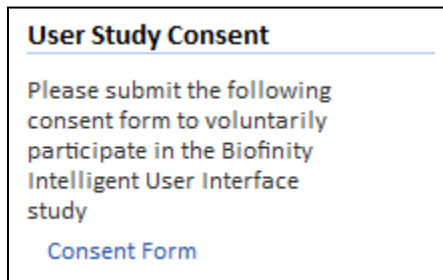 User Study Consent
Please submit the following
consent form to voluntarily
participate in the Biofinity
Intelligent User Interface
study
Consent Form